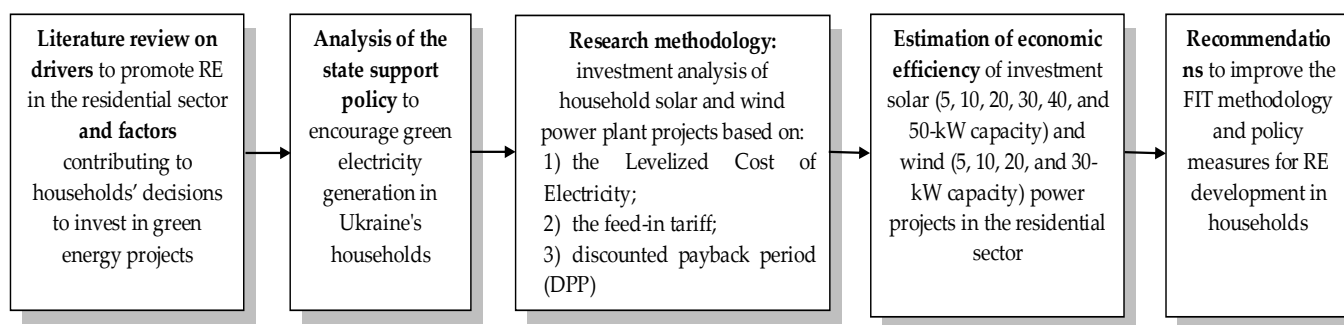 Literature review on
drivers to promote RE
in the residential sector
and factors
contributing to
households’ decisions
to invest in green
energy projects
Analysis of the
state support
policy to
encourage green
electricity
generation in
Ukraine's
households
Research methodology:
investment analysis of
household solar and wind
power plant projects based on:
1) the Levelized Cost of
Electricity;
2) the feed-in tariff;
3) discounted payback period
(DPP)
Estimation of economic
efficiency of investment
solar (5, 10, 20, 30, 40, and
50-kW capacity) and
wind (5, 10, 20, and 30-
kW capacity) power
projects in the residential
sector
Recommendatio
ns to improve the
FIT methodology
and policy
measures for RE
development in
households